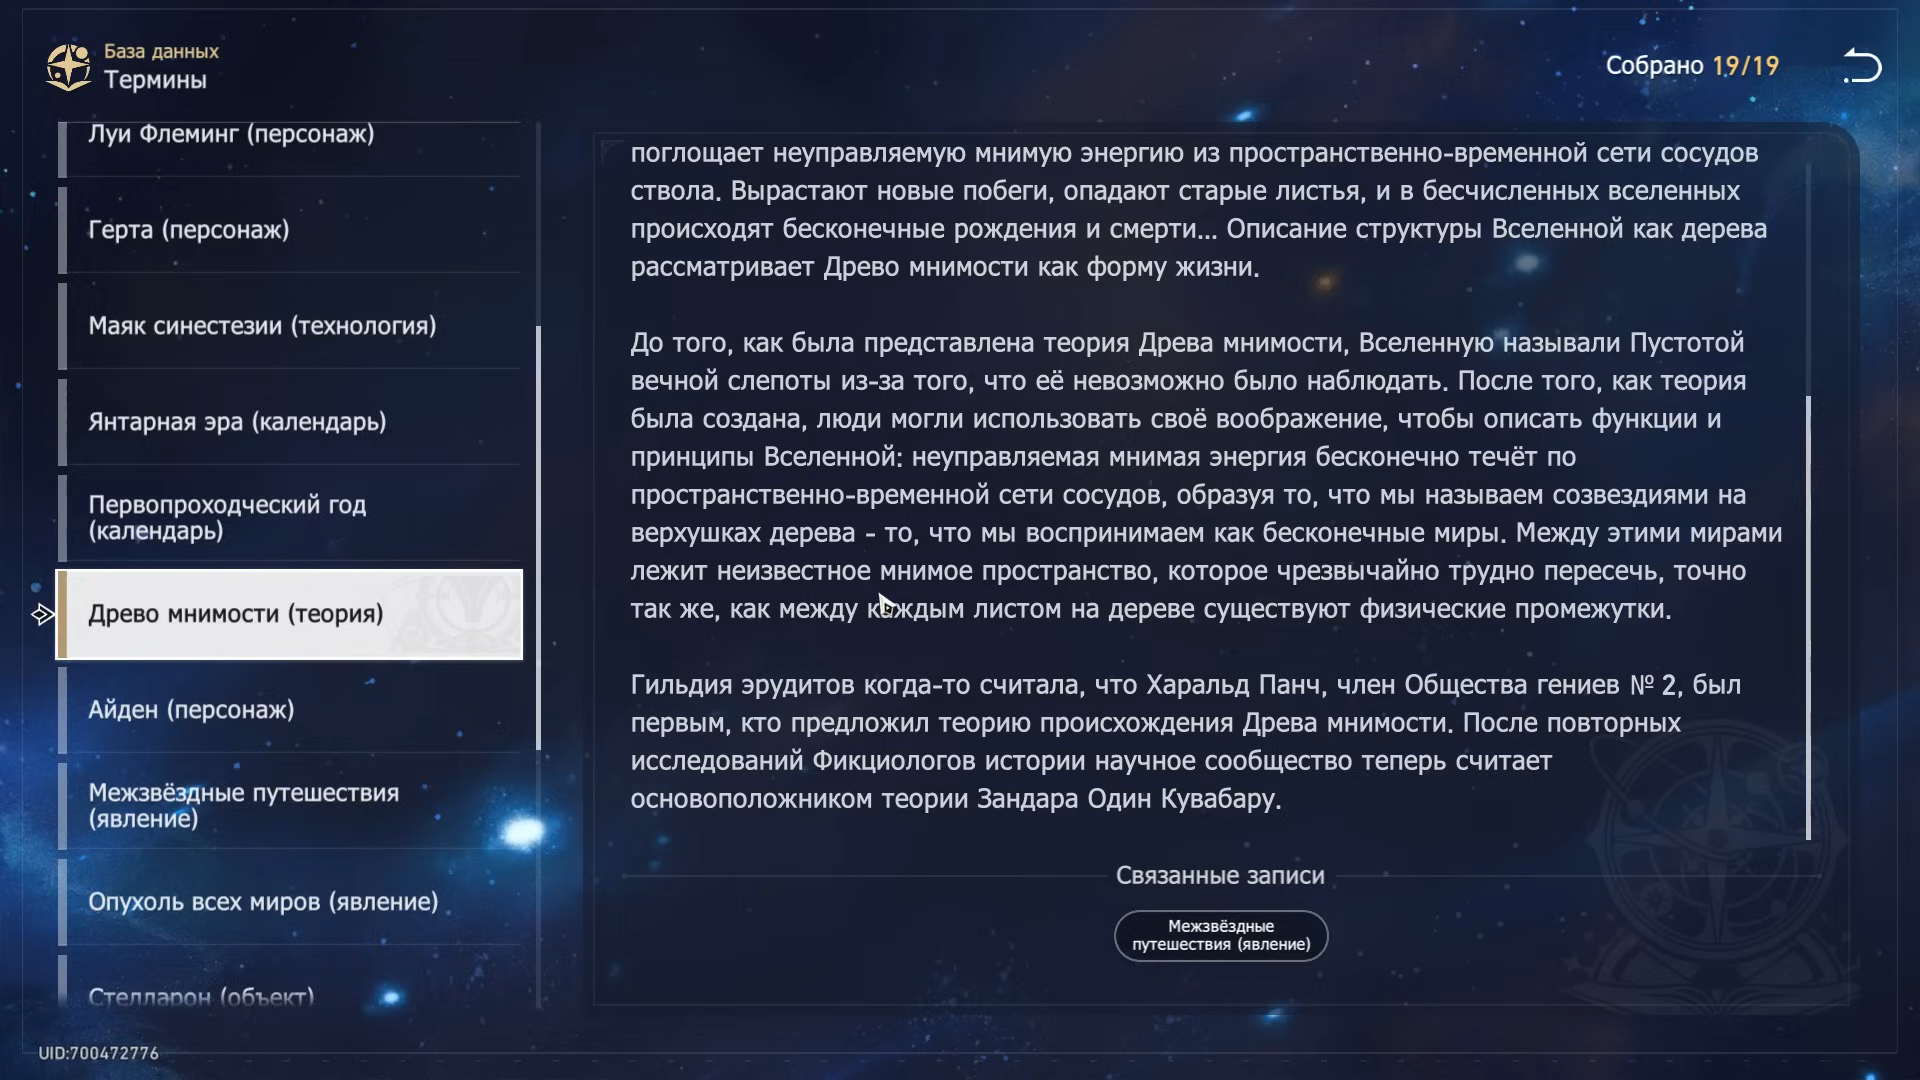 База данных
Термины
Собрано 19/19
Луи Флеминг (персонаж)
Герта (персонаж)
Маяк синестезии (технология)
Янтарная эра (календарь)
Первопроходческий год
(календарь)
Древо мнимости (теория)
Айден (персонаж)
Межзвёздные путешествия
(явление)
Опухоль всех миров (явление)
Стелларон (объект)
поглощает неуправляемую мнимую энергию из пространственно-временной сети сосудов
ствола. Вырастают новые побеги, опадают старые листья, и в бесчисленных вселенных
происходят бесконечные рождения и смерти... Описание структуры Вселенной как дерева
рассматривает Древо мнимости как форму жизни.
До того, как была представлена теория Древа мнимости, Вселенную называли Пустотой
вечной слепоты из-за того, что её невозможно было наблюдать. После того, как теория
была создана, люди могли использовать своё воображение, чтобы описать функции и
принципы Вселенной: неуправляемая мнимая энергия бесконечно течёт по
пространственно-временной сети сосудов, образуя то, что мы называем созвездиями на
верхушках дерева - то, что мы воспринимаем как бесконечные миры. Между этими мирами
лежит неизвестное мнимое пространство, которое чрезвычайно трудно пересечь, точно
так же, как между каждым листом на дереве существуют физические промежутки.
Гильдия эрудитов когда-то считала, что Харальд Панч, член Общества гениев № 2, был
первым, кто предложил теорию происхождения Древа мнимости. После повторных
исследований Фикциологов истории научное сообщество теперь считает
основоположником теории Зандара Один Кувабару.
Связанные записи
Межзвёздные
путешествия (явление)
UID:700472776